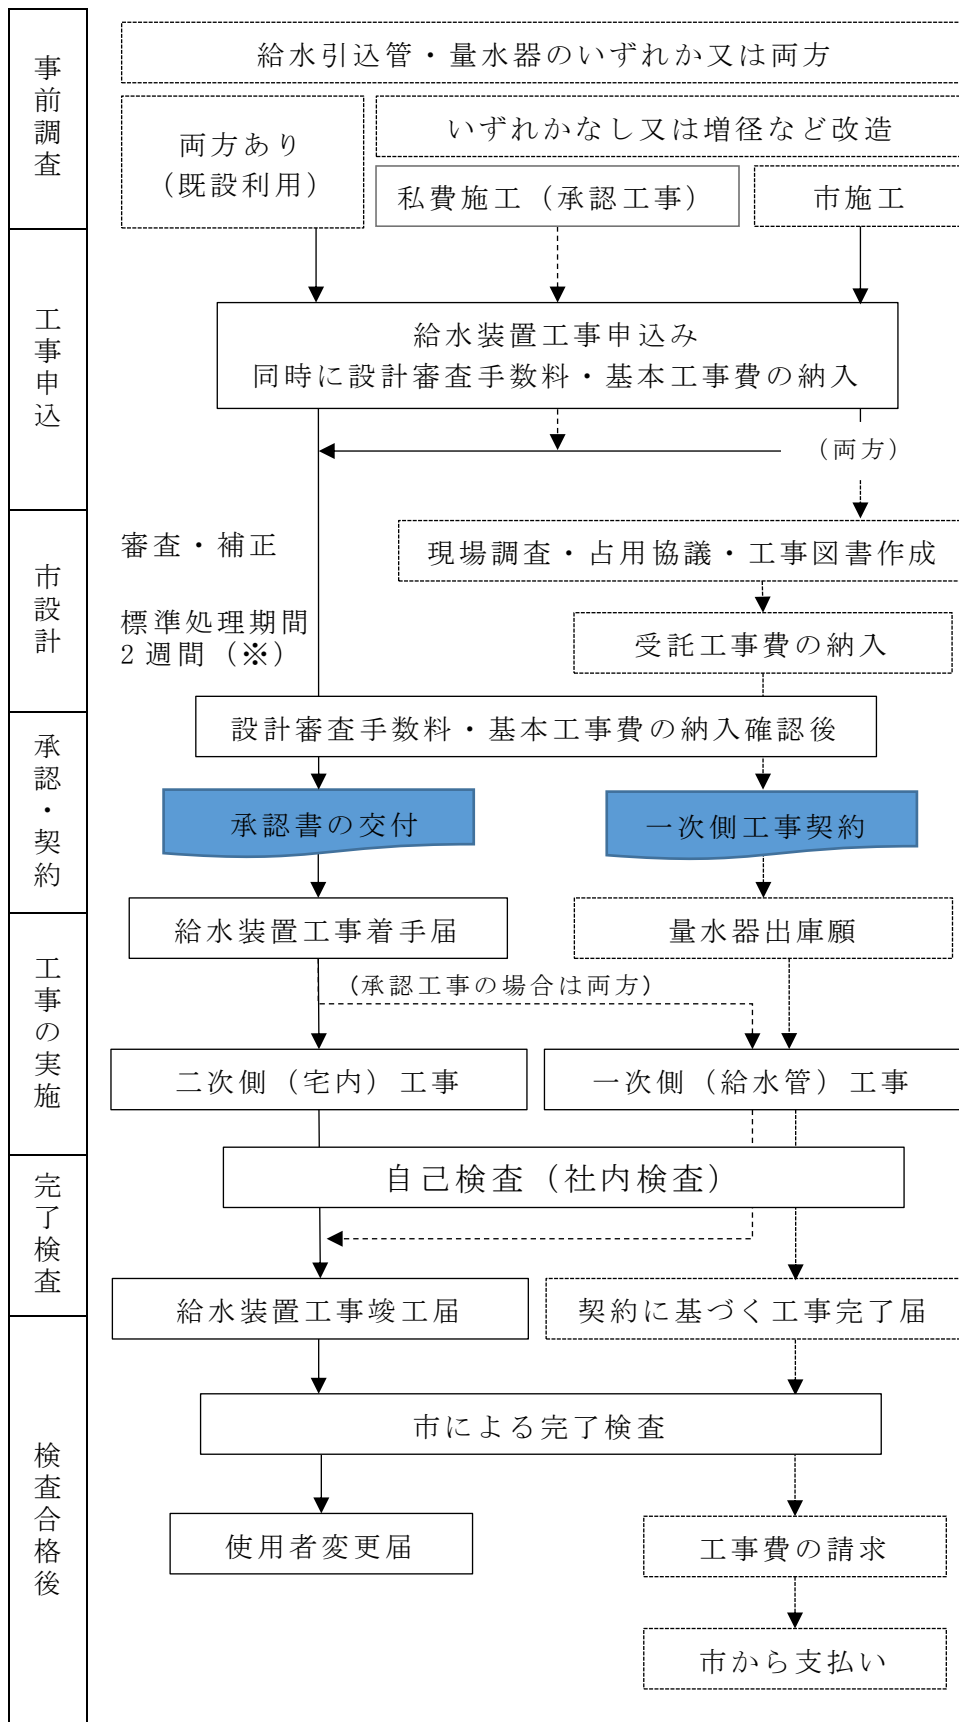 事前調査
給水引込管・量水器のいずれか又は両方
両方あり
（既設利用）
いずれかなし又は増径など改造
私費施工（承認工事）
市施工
工事申込
給水装置工事申込み
同時に設計審査手数料・基本工事費の納入
（両方）
市設計
審査・補正
標準処理期間
2週間（※）
現場調査・占用協議・工事図書作成
受託工事費の納入
承認・契約
設計審査手数料・基本工事費の納入確認後
承認書の交付
一次側工事契約
給水装置工事着手届
量水器出庫願
工事の実施
（承認工事の場合は両方）
二次側（宅内）工事
一次側（給水管）工事
完了検査
自己検査（社内検査）
給水装置工事竣工届
契約に基づく工事完了届
検査合格後
市による完了検査
使用者変更届
工事費の請求
市から支払い